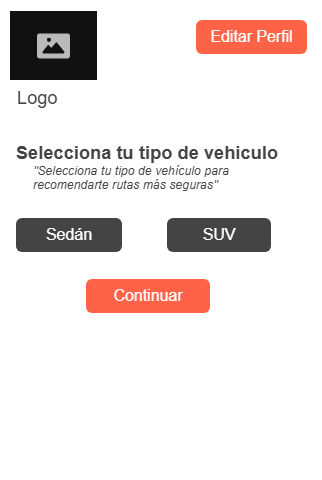 Editar Perfil
Logo
Selecciona tu tipo de vehiculo
"Selecciona tu tipo de vehículo para
recomendarte rutas más seguras"
Sedán
SUV
Continuar